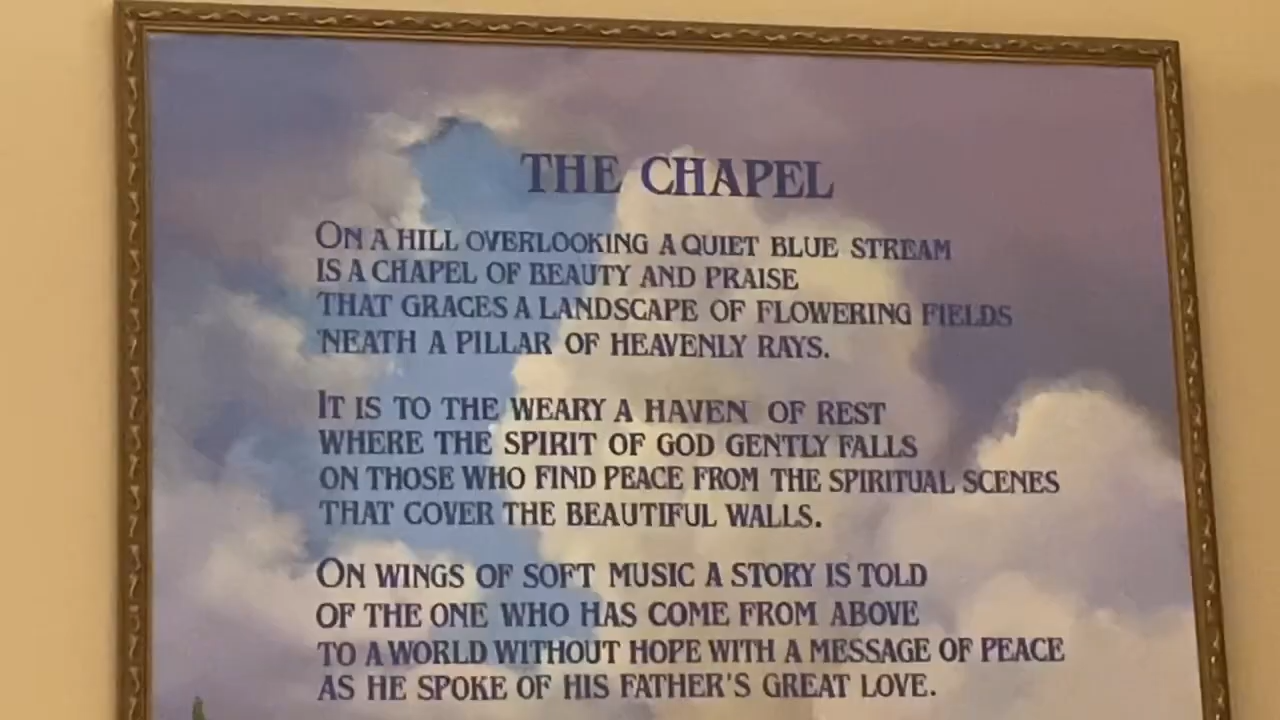 THE CHAPEL
ON A HILL OVERLOOKING A QUIET BLUE STREAM
IS A CHAPEL OF BEAUTY AND PRAISE
THAT GRACES A LANDSCAPE OF FLOWERING FIELDS
'NEATH A PILLAR OF HEAVENLY RAYS.
IT IS TO THE WEARY A HAVEN OF REST
WHERE THE SPIRIT OF GOD GENTLY FALLS
ON THOSE WHO FIND PEACE FROM THE SPIRITUAL SCENES
THAT COVER THE BEAUTIFUL WALLS.
ON WINGS OF SOFT MUSIC A STORY IS TOLD
OF THE ONE WHO HAS COME FROM ABOVE
TO A WORLD WITHOUT HOPE WITH A MESSAGE OF PEACE
AS HE SPOKE OF HIS FATHER'S GREAT LOVE.